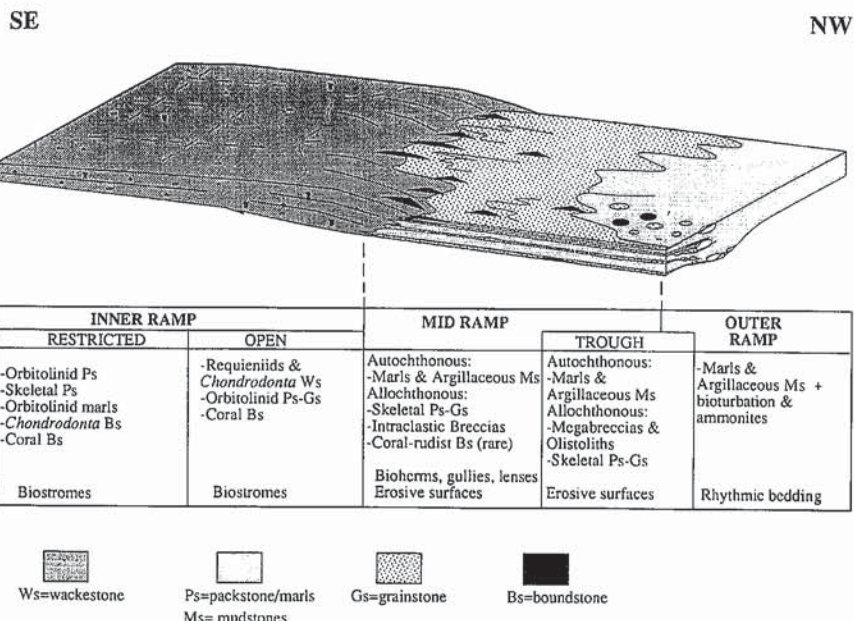 SE
NW
INNER RAMP
RESTRICTED
-Orbitolinid Ps
-Skeletal Ps
-Orbitolinid marls
-Chondrodonta Bs
-Coral Bs
Biostromes
OPEN
-Requieniids &
Chondrodonta Ws
-Orbitolinid Ps-Gs
-Coral Bs
Biostromes
MID RAMP
Autochthonous:
-Marls & Argillaceous Ms
Allochthonous:
-Skeletal Ps-Gs
-Intraclastic Breccias
-Coral-rudist Bs (rare)
Bioherms, gullies, lenses
Erosive surfaces
TROUGH
Autochthonous:
-Marls &
Argillaceous Ms
Allochthonous:
-Megabreccias &
Olistoliths
-Skeletal Ps-Gs
Erosive surfaces
OUTER
RAMP
-Marls &
Argillaceous Ms +
bioturbation &
ammonites
Rhythmic bedding
Ws=wackestone
Ps=packstone/marls
Ms= mudstones
Gs=grainstone
Bs=boundstone